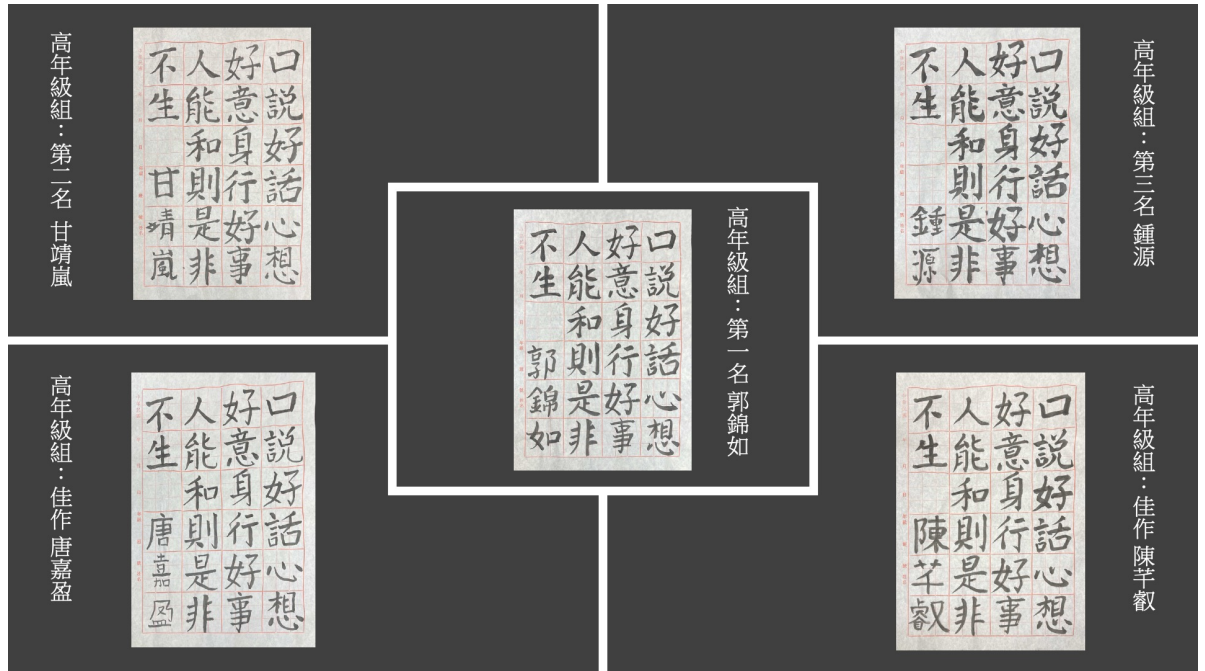 高年級組：第二名 甘靖嵐
口説好話心想
好意身行好事
人能和則是非
不生 甘靖嵐
高年級組：第三名 鍾源
口説好話心想
好意身行好事
人能和則是非
不生 鍾源
高年級組：第一名 郭錦如
口説好話心想
好意身行好事
人能和則是非
不生 郭錦如
高年級組：佳作 唐嘉盈
口説好話心想
好意身行好事
人能和則是非
不生 唐嘉盈
高年級組：佳作 陳芊叡
口説好話心想
好意身行好事
人能和則是非
不生 陳芊叡